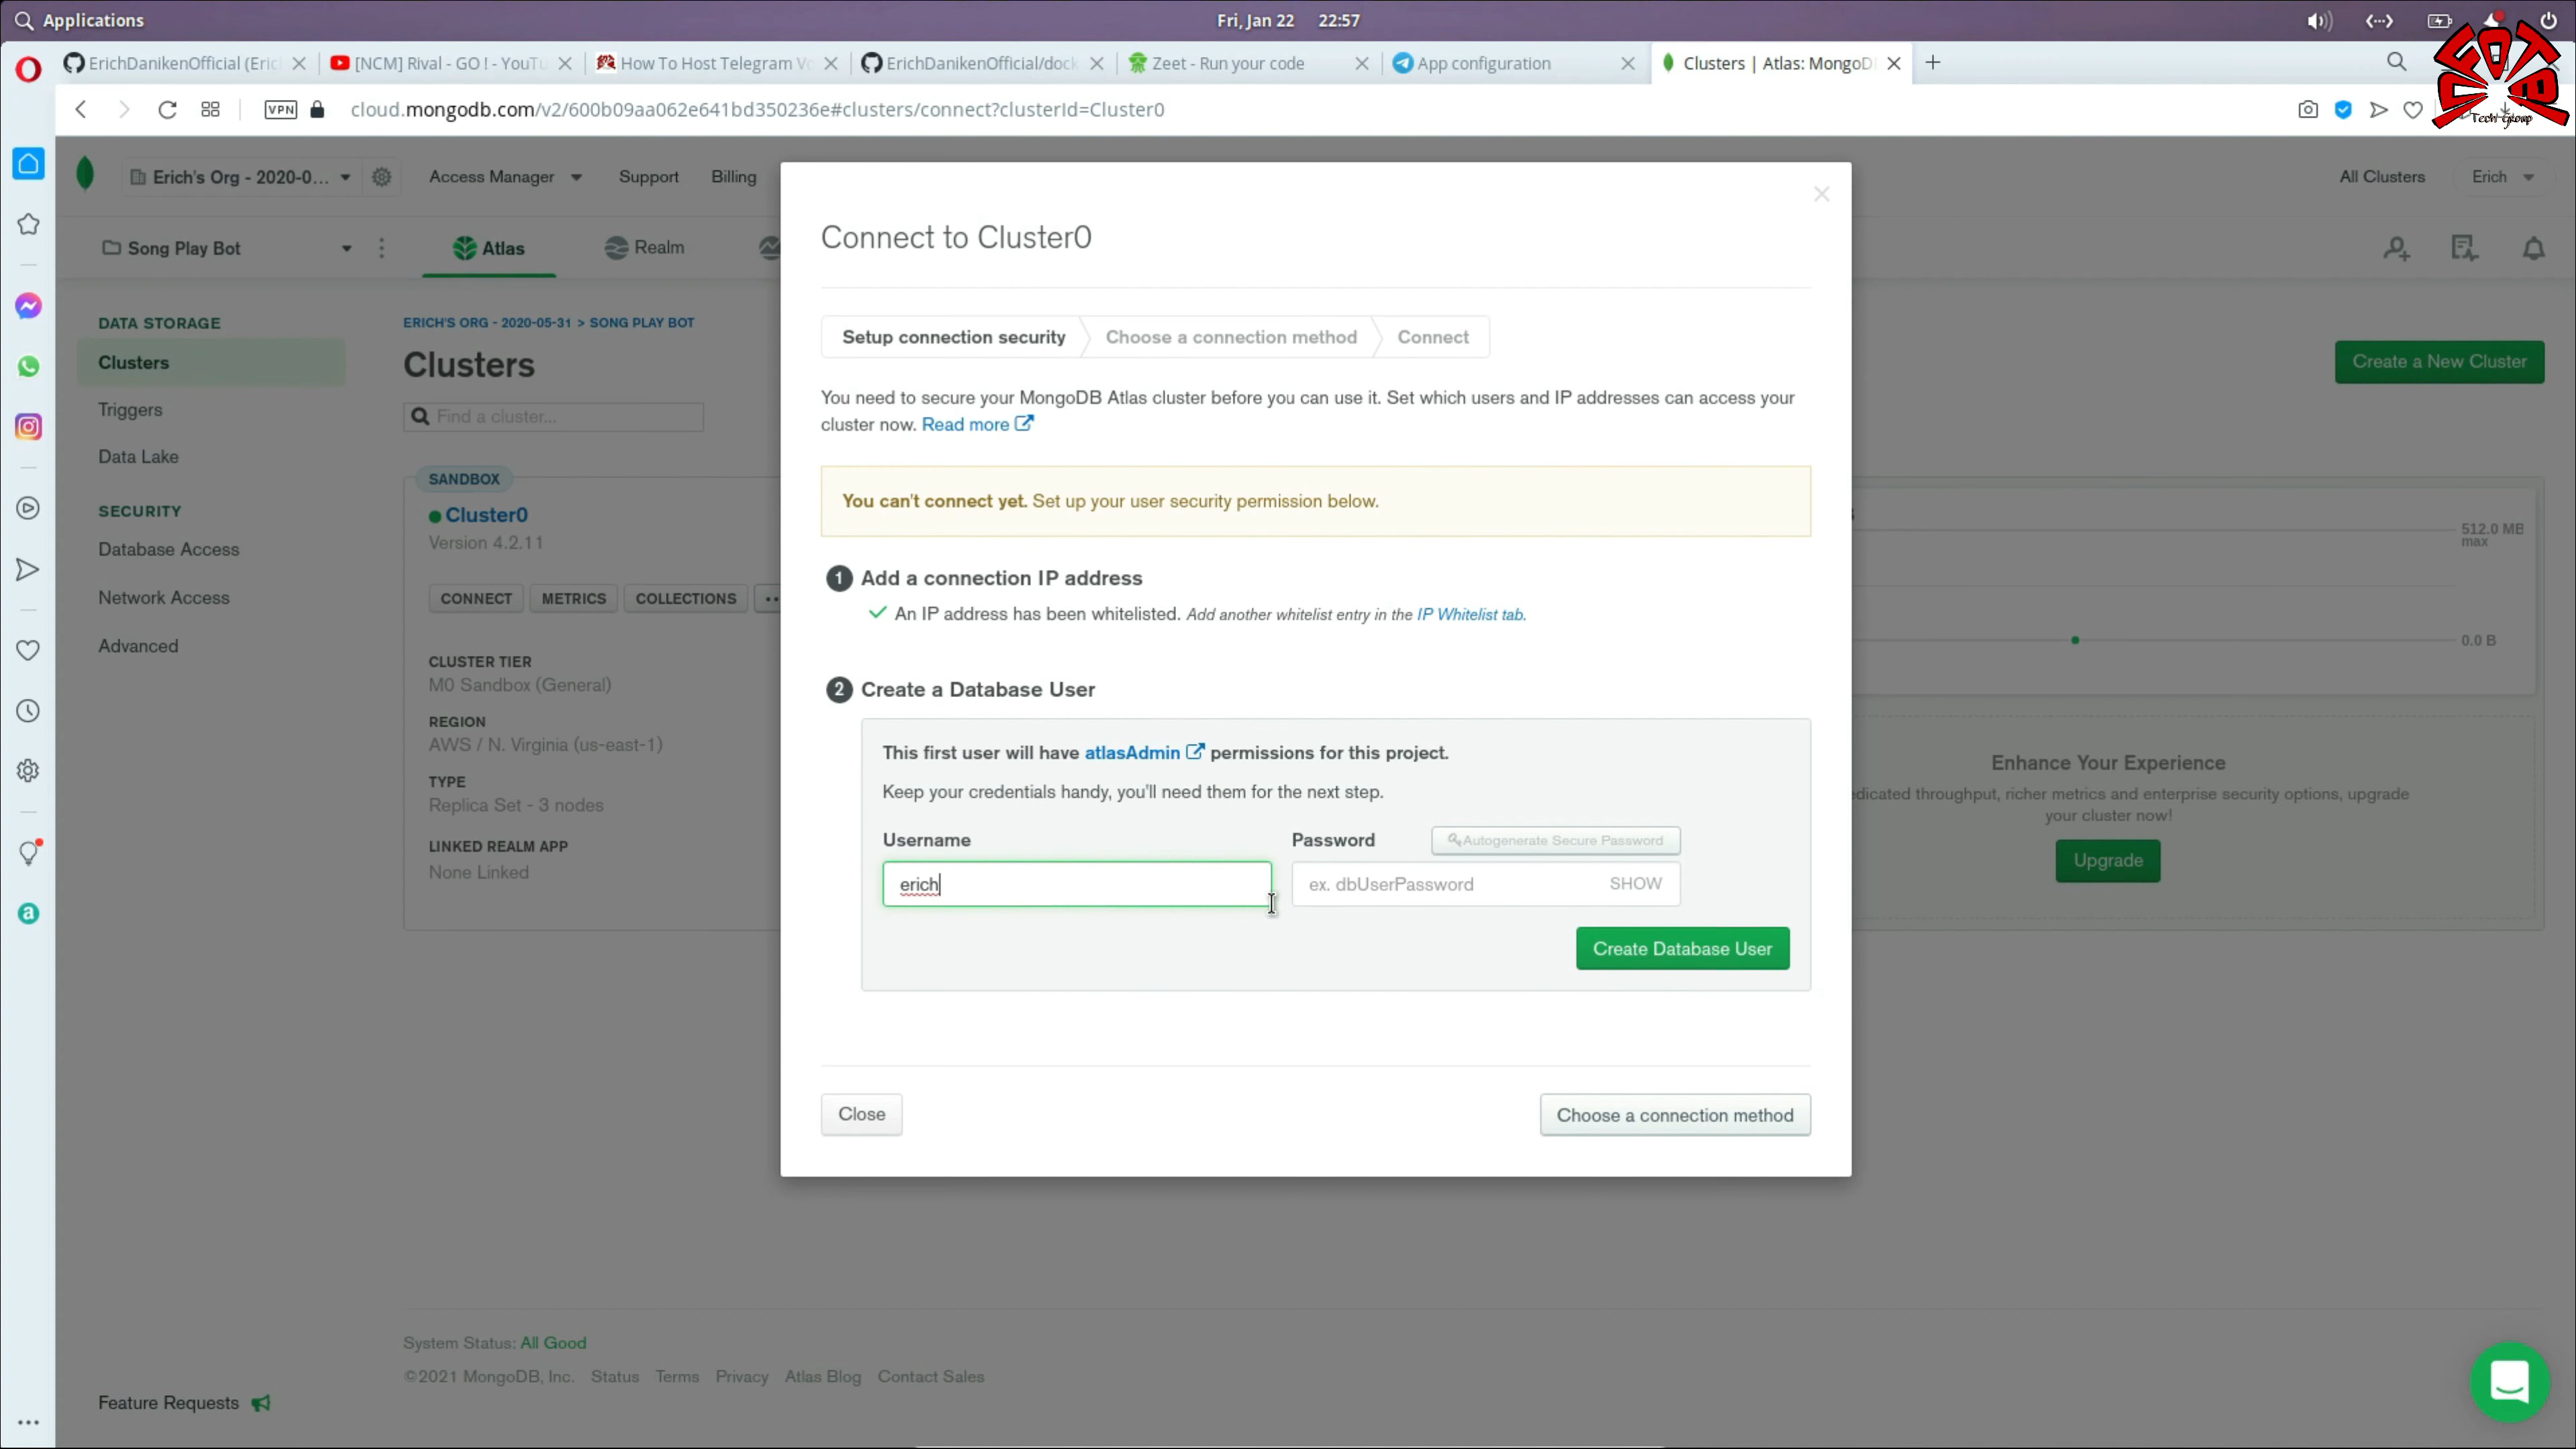 Applications
Fri, Jan 22 22:57
ErichDanikenOfficial (Eric
[NCM] Rival - GO ! - YouTu
How To Host Telegram Vo
ErichDanikenOfficial/dock
Zeet - Run your code
App configuration
Clusters | Atlas: MongoD
Tech Group
VPN
cloud.mongodb.com/v2/600b09aa062e641bd350236e#clusters/connect?clusterId=Cluster0
Erich's Org - 2020-0...
Access Manager
Support
Billing
All Clusters
Erich
Song Play Bot
Atlas
Realm
DATA STORAGE
Clusters
Triggers
Data Lake
SECURITY
Database Access
Network Access
Advanced
ERICH'S ORG - 2020-05-31 > SONG PLAY BOT
Clusters
Find a cluster...
Create a New Cluster
SANDBOX
Cluster0
Version 4.2.11
CONNECT
METRICS
COLLECTIONS
CLUSTER TIER
M0 Sandbox (General)
REGION
AWS / N. Virginia (us-east-1)
TYPE
Replica Set - 3 nodes
LINKED REALM APP
None Linked
Connect to Cluster0
Setup connection security
Choose a connection method
Connect
You need to secure your MongoDB Atlas cluster before you can use it. Set which users and IP addresses can access your
cluster now. Read more
You can't connect yet. Set up your user security permission below.
1 Add a connection IP address
An IP address has been whitelisted. Add another whitelist entry in the IP Whitelist tab.
2 Create a Database User
This first user will have atlasAdmin permissions for this project.
Keep your credentials handy, you'll need them for the next step.
Username
Password
Autogenerate Secure Password
erich
ex. dbUserPassword
SHOW
Create Database User
Close
Choose a connection method
512.0 MB
max
0.0 B
Enhance Your Experience
dedicated throughput, richer metrics and enterprise security options, upgrade
your cluster now!
Upgrade
System Status: All Good
©2021 MongoDB, Inc. Status Terms Privacy Atlas Blog Contact Sales
Feature Requests
a